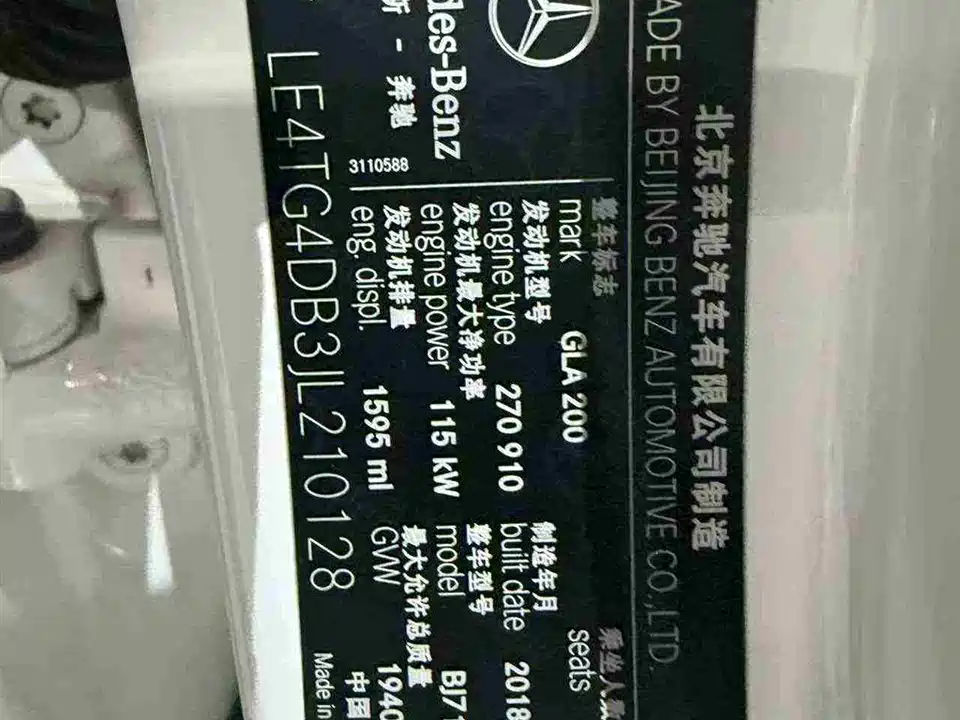 北京奔驰汽车有限公司制造
ADE BY BEIJING BENZ AUTOMOTIVE CO.,LTD.
des-Benz
所 - 奔驰
3110588
整车标志
mark GLA 200
乘坐人数
seats
发动机型号
engine type 270 910
制造年月
built date 2018
发动机最大净功率
engine power 115 kW
整车型号
model BJ71
发动机排量
eng. displ. 1595 ml
最大允许总质量
GVW 1940
LE4TG4DB3JL210128
中国
Made in